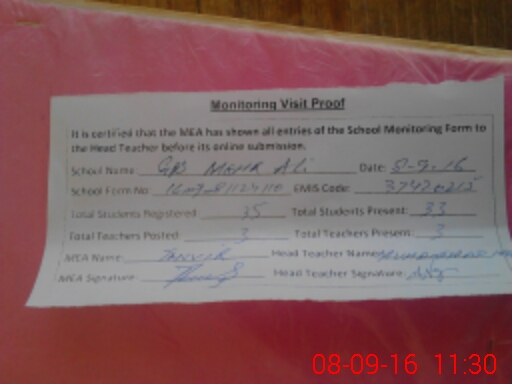 Monitoring Visit Proof
It is certified that the MEA has shown all entries of the School Monitoring Form to
the Head Teacher before its online submission.
School Name: GPS MEHR Ali Date: 8-9-16
School Form No: EMIS Code:
Total Students Registered: 35 Total Students Present: 33
Total Teachers Posted: 3 Total Teachers Present: 3
MEA Name: TANVIR Head Teacher Name:
MEA Signature: Head Teacher Signature:
08-09-16 11:30